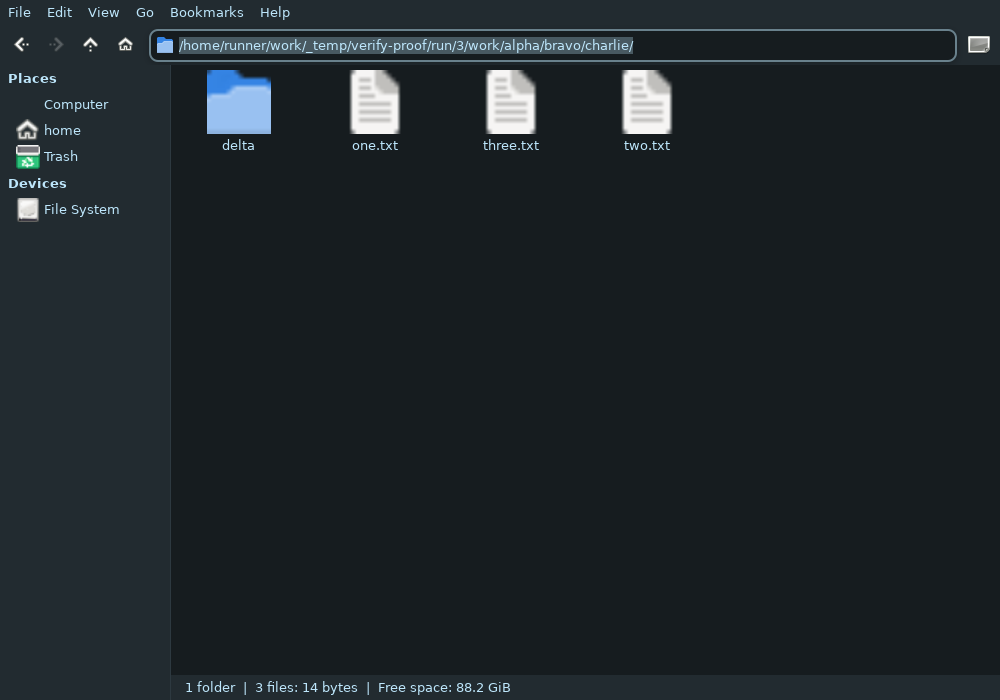 File Edit View Go Bookmarks Help
/home/runner/work/_temp/verify-proof/run/3/work/alpha/bravo/charlie/
Places
Computer
home
Trash
Devices
File System
delta one.txt three.txt two.txt
1 folder | 3 files: 14 bytes | Free space: 88.2 GiB